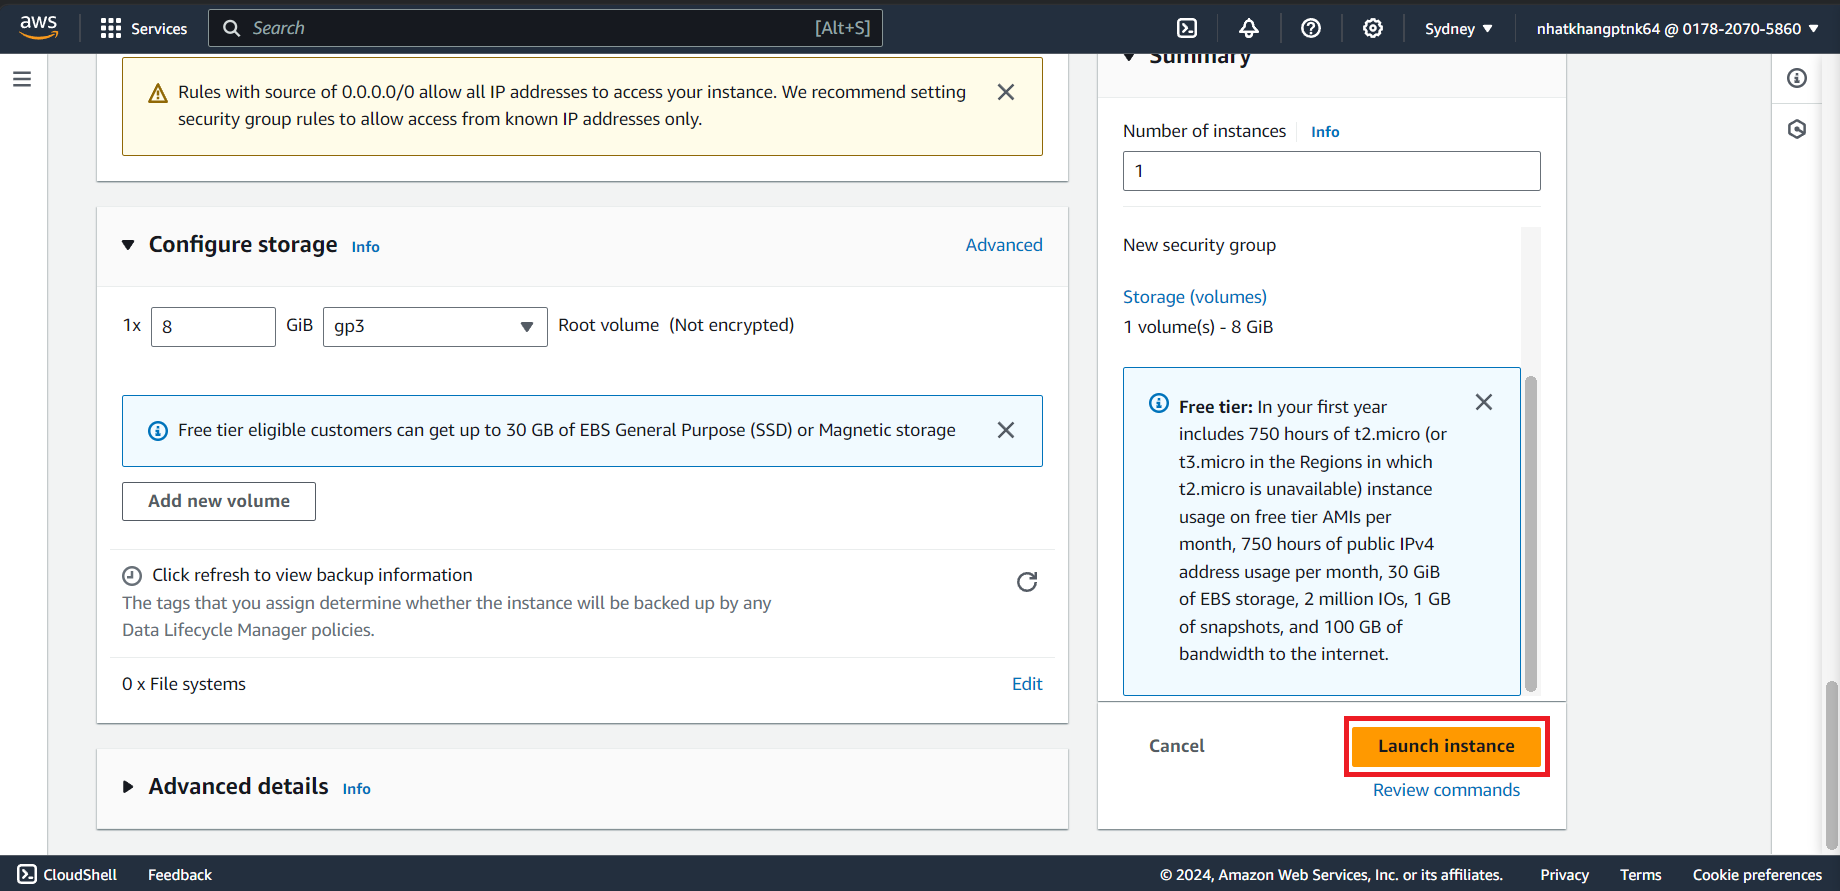 aws
Services
Search
[Alt+S]
Sydney
nhatkhangptnk64 @ 0178-2070-5860
Rules with source of 0.0.0.0/0 allow all IP addresses to access your instance. We recommend setting
security group rules to allow access from known IP addresses only.
Configure storage Info
Advanced
1x 8 GiB gp3 Root volume (Not encrypted)
Free tier eligible customers can get up to 30 GB of EBS General Purpose (SSD) or Magnetic storage
Add new volume
Click refresh to view backup information
The tags that you assign determine whether the instance will be backed up by any
Data Lifecycle Manager policies.
0 x File systems
Edit
Advanced details Info
Summary
Number of instances Info
1
New security group
Storage (volumes)
1 volume(s) - 8 GiB
Free tier: In your first year
includes 750 hours of t2.micro (or
t3.micro in the Regions in which
t2.micro is unavailable) instance
usage on free tier AMIs per
month, 750 hours of public IPv4
address usage per month, 30 GiB
of EBS storage, 2 million IOs, 1 GB
of snapshots, and 100 GB of
bandwidth to the internet.
Cancel
Launch instance
Review commands
CloudShell
Feedback
© 2024, Amazon Web Services, Inc. or its affiliates.
Privacy
Terms
Cookie preferences